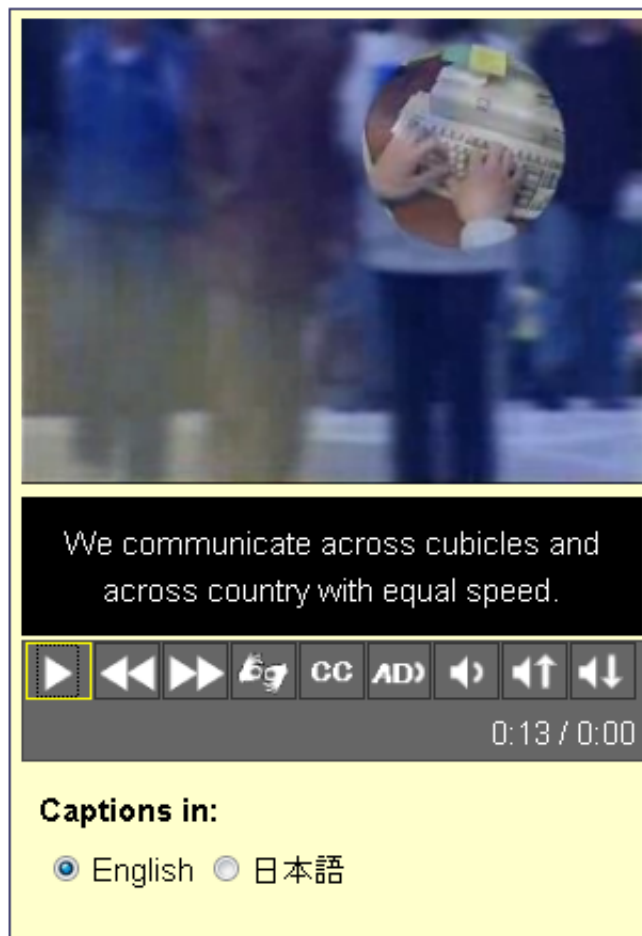 We communicate across cubicles and
across country with equal speed.
CC AD)
0:13 / 0:00
Captions in:
English 日本語